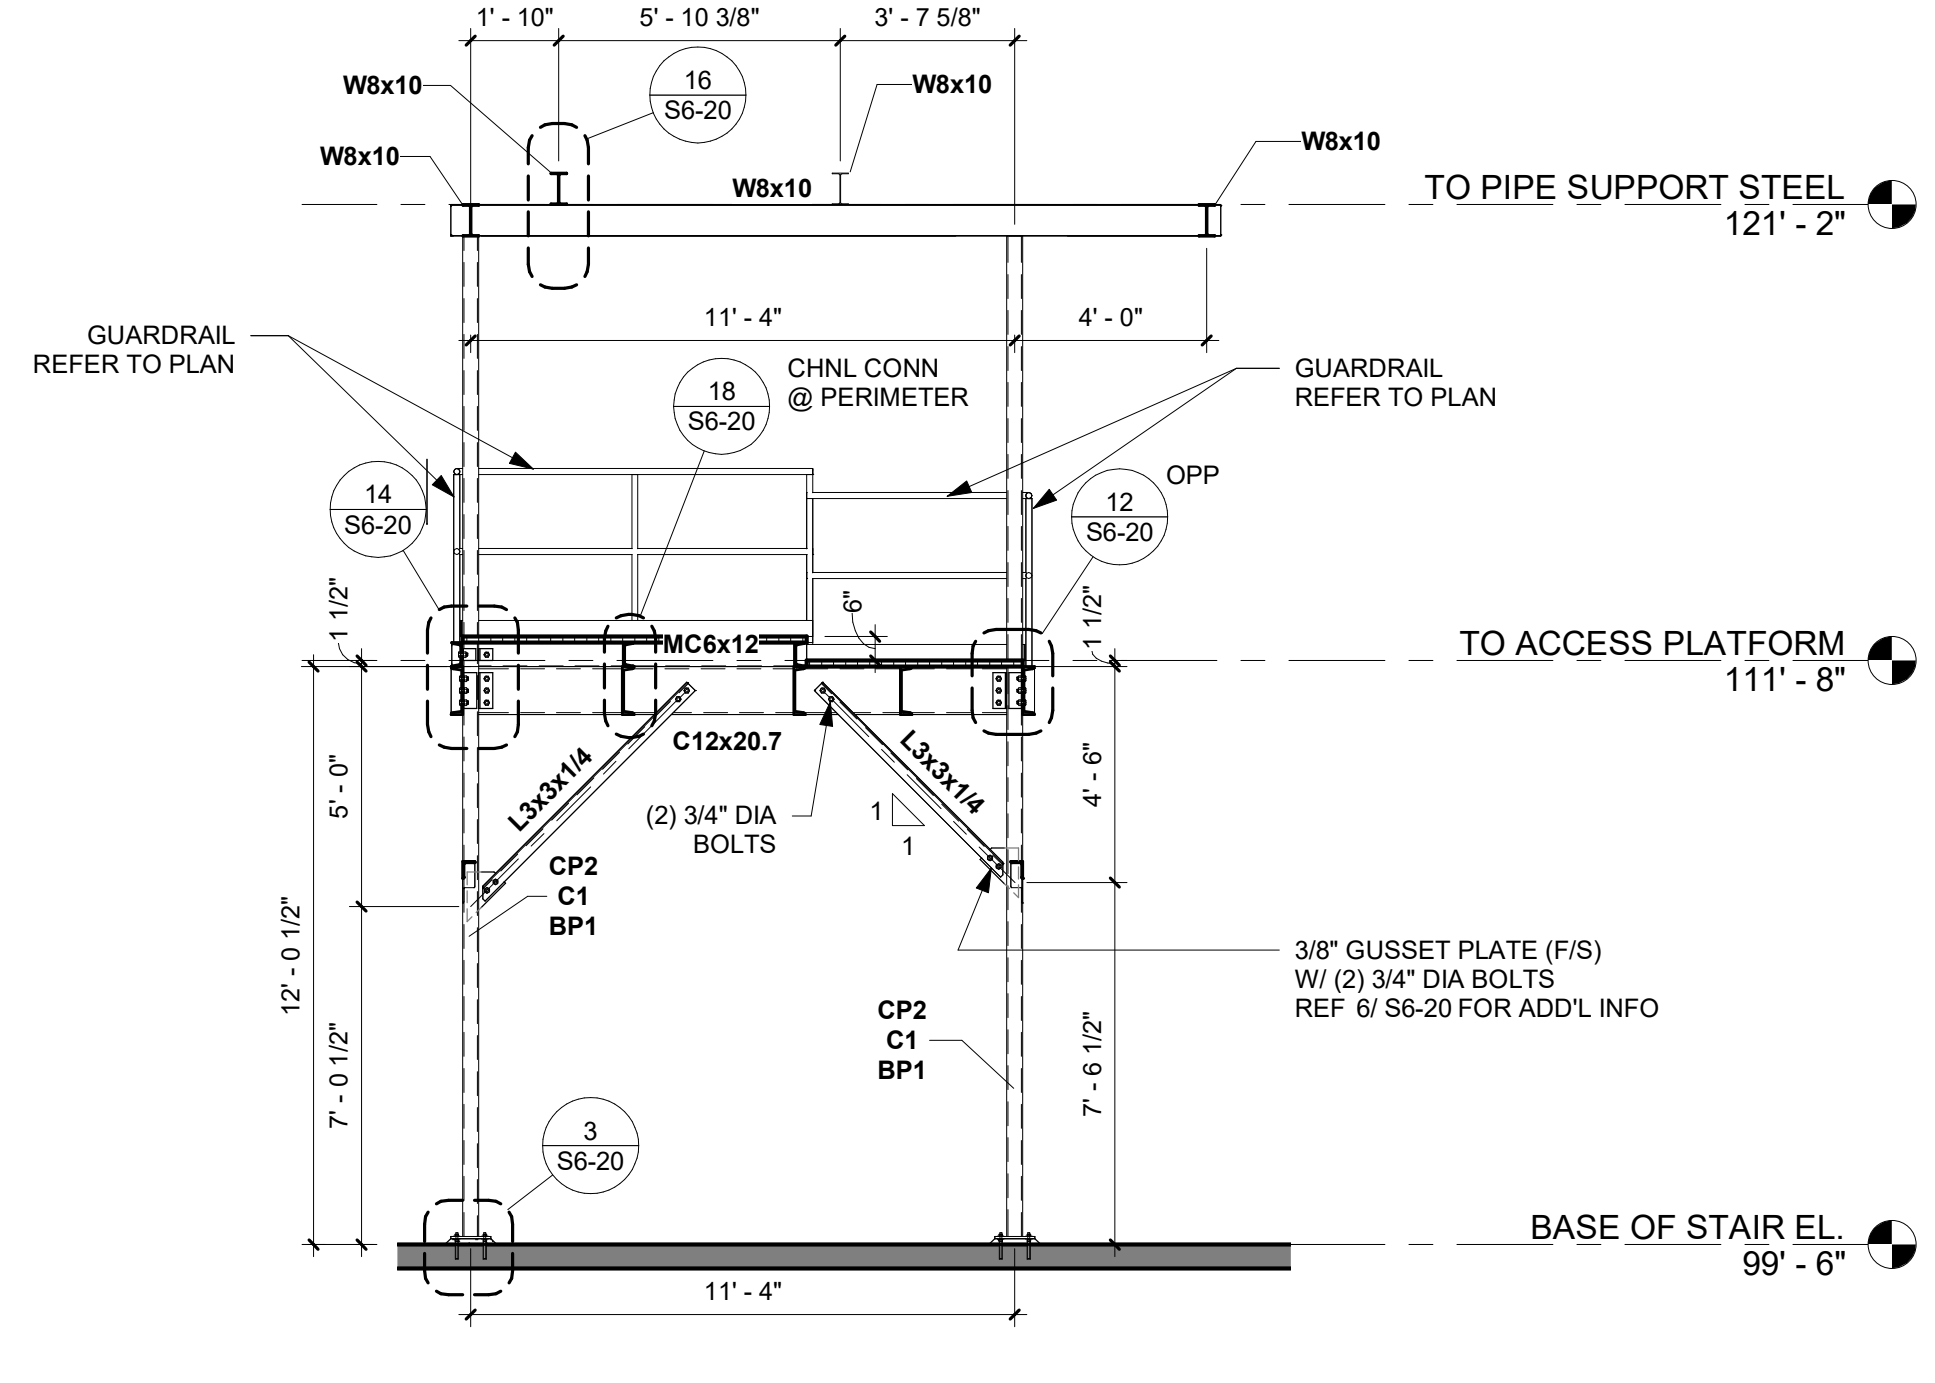 1' - 10"
5' - 10 3/8"
3' - 7 5/8"
16
S6-20
W8x10
W8x10
W8x10
W8x10
W8x10
TO PIPE SUPPORT STEEL
121' - 2"
11' - 4"
4' - 0"
GUARDRAIL
REFER TO PLAN
18
S6-20
CHNL CONN
@ PERIMETER
GUARDRAIL
REFER TO PLAN
14
S6-20
12
S6-20
OPP
1 1/2"
6"
1 1/2"
MC6x12
TO ACCESS PLATFORM
111' - 8"
C12x20.7
L3x3x1/4
L3x3x1/4
5' - 0"
4' - 6"
(2) 3/4" DIA
BOLTS
1
1
CP2
C1
BP1
12' - 0 1/2"
3/8" GUSSET PLATE (F/S)
W/ (2) 3/4" DIA BOLTS
REF 6/ S6-20 FOR ADD'L INFO
CP2
C1
BP1
7' - 0 1/2"
7' - 6 1/2"
3
S6-20
BASE OF STAIR EL.
99' - 6"
11' - 4"